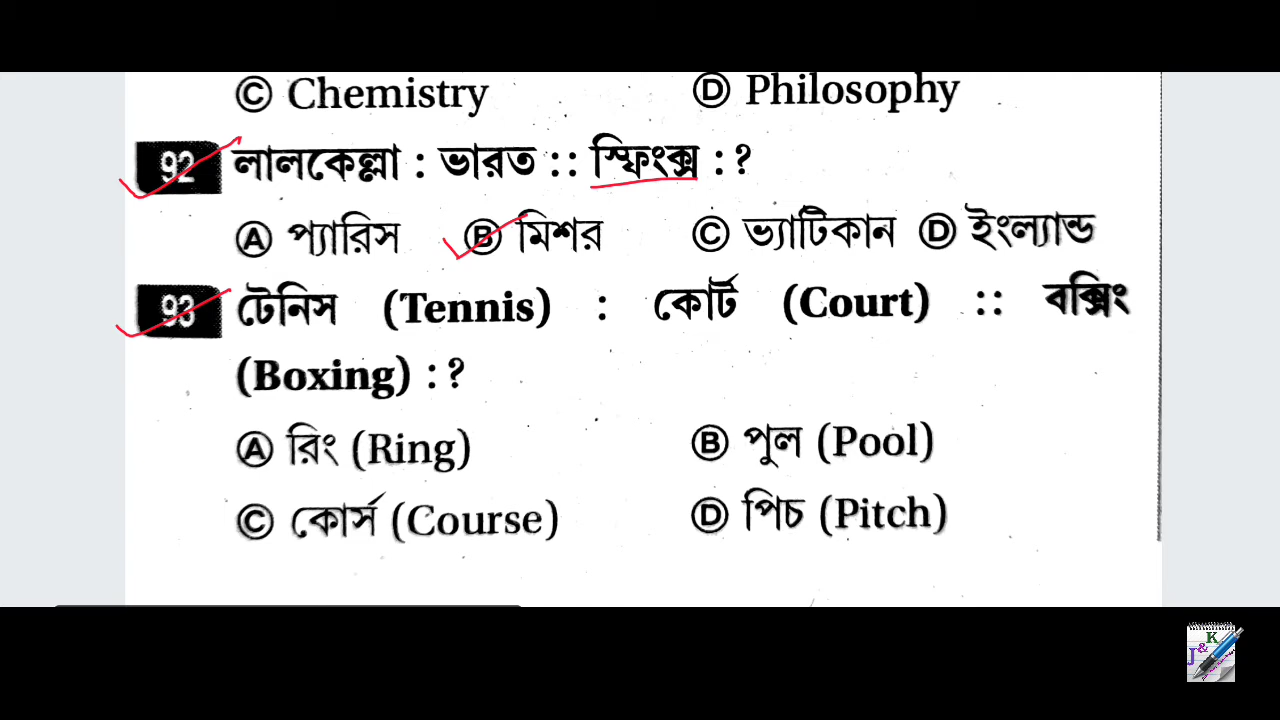 Ⓒ Chemistry Ⓓ Philosophy
92 লালকেল্লা : ভারত :: স্ফিংক্স : ?
Ⓐ প্যারিস Ⓑ মিশর Ⓒ ভ্যাটিকান Ⓓ ইংল্যান্ড
93 টেনিস (Tennis) : কোর্ট (Court) :: বক্সিং
(Boxing) : ?
Ⓐ রিং (Ring) Ⓑ পুল (Pool)
Ⓒ কোর্স (Course) Ⓓ পিচ (Pitch)
J&K